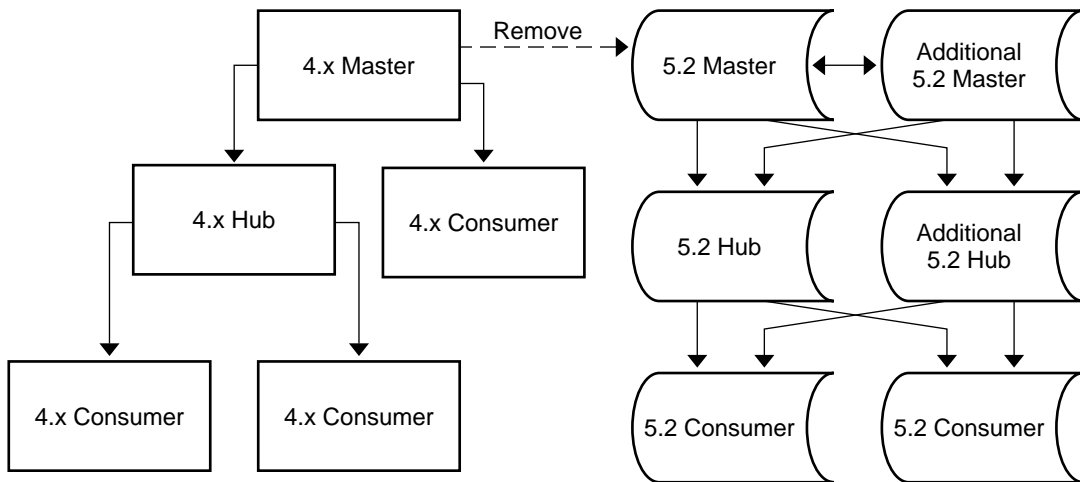 Remove
4.x Master
5.2 Master
Additional
5.2 Master
4.x Hub
4.x Consumer
5.2 Hub
Additional
5.2 Hub
4.x Consumer
4.x Consumer
5.2 Consumer
5.2 Consumer